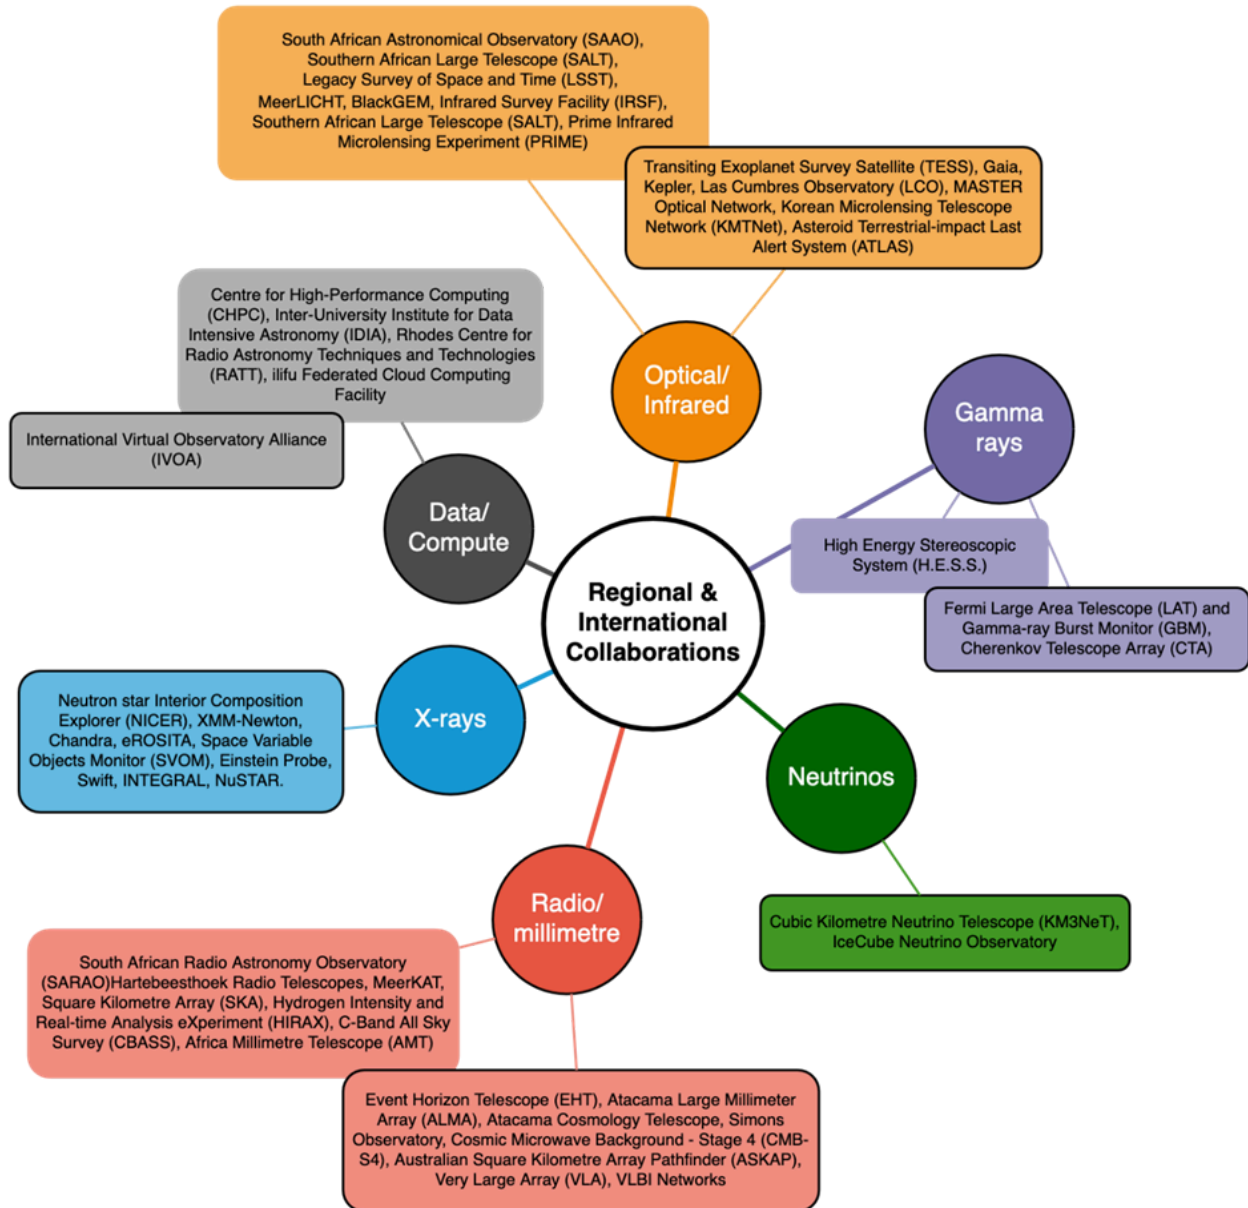 South African Astronomical Observatory (SAAO),
Southern African Large Telescope (SALT),
Legacy Survey of Space and Time (LSST),
MeerLICHT, BlackGEM, Infrared Survey Facility (IRSF),
Southern African Large Telescope (SALT), Prime Infrared
Microlensing Experiment (PRIME)
Transiting Exoplanet Survey Satellite (TESS), Gaia,
Kepler, Las Cumbres Observatory (LCO), MASTER
Optical Network, Korean Microlensing Telescope
Network (KMTNet), Asteroid Terrestrial-impact Last
Alert System (ATLAS)
Centre for High-Performance Computing
(CHPC), Inter-University Institute for Data
Intensive Astronomy (IDIA), Rhodes Centre for
Radio Astronomy Techniques and Technologies
(RATT), ilifu Federated Cloud Computing
Facility
International Virtual Observatory Alliance
(IVOA)
Optical/
Infrared
Gamma
rays
Data/
Compute
High Energy Stereoscopic
System (H.E.S.S.)
Fermi Large Area Telescope (LAT) and
Gamma-ray Burst Monitor (GBM),
Cherenkov Telescope Array (CTA)
Regional &
International
Collaborations
Neutron star Interior Composition
Explorer (NICER), XMM-Newton,
Chandra, eROSITA, Space Variable
Objects Monitor (SVOM), Einstein Probe,
Swift, INTEGRAL, NuSTAR.
X-rays
Neutrinos
Cubic Kilometre Neutrino Telescope (KM3NeT),
IceCube Neutrino Observatory
Radio/
millimetre
South African Radio Astronomy Observatory
(SARAO)Hartebeesthoek Radio Telescopes, MeerKAT,
Square Kilometre Array (SKA), Hydrogen Intensity and
Real-time Analysis eXperiment (HIRAX), C-Band All Sky
Survey (CBASS), Africa Millimetre Telescope (AMT)
Event Horizon Telescope (EHT), Atacama Large Millimeter
Array (ALMA), Atacama Cosmology Telescope, Simons
Observatory, Cosmic Microwave Background - Stage 4 (CMB-
S4), Australian Square Kilometre Array Pathfinder (ASKAP),
Very Large Array (VLA), VLBI Networks